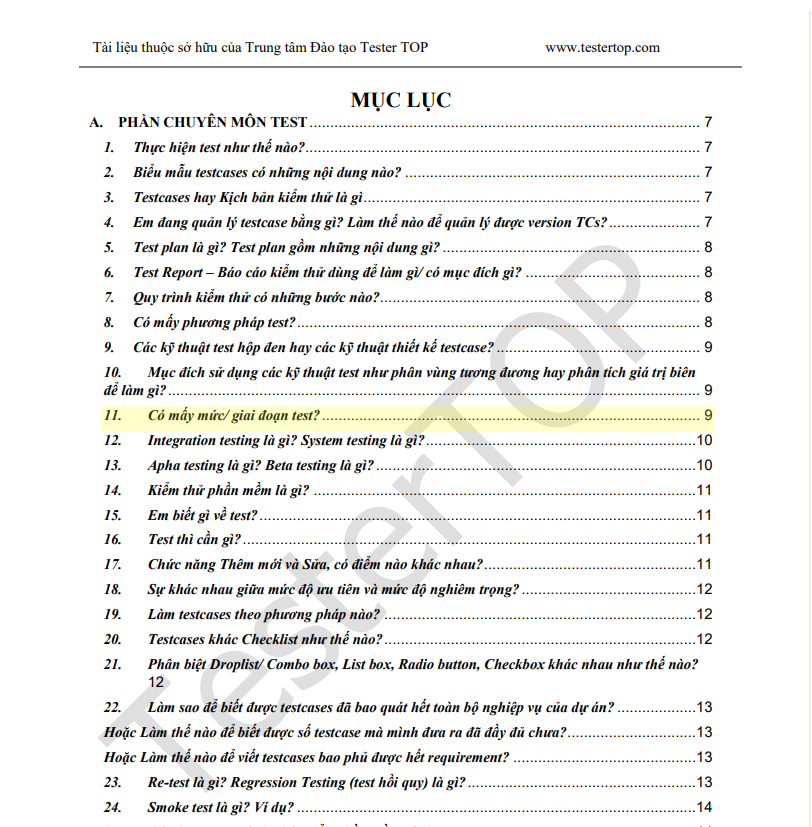 Tài liệu thuộc sở hữu của Trung tâm Đào tạo Tester TOP www.testertop.com
MỤC LỤC
A. PHẦN CHUYÊN MÔN TEST 7
1. Thực hiện test như thế nào? 7
2. Biểu mẫu testcases có những nội dung nào? 7
3. Testcases hay Kịch bản kiểm thử là gì 7
4. Em đang quản lý testcase bằng gì? Làm thế nào để quản lý được version TCs? 7
5. Test plan là gì? Test plan gồm những nội dung gì? 8
6. Test Report – Báo cáo kiểm thử dùng để làm gì/ có mục đích gì? 8
7. Quy trình kiểm thử có những bước nào? 8
8. Có mấy phương pháp test? 8
9. Các kỹ thuật test hộp đen hay các kỹ thuật thiết kế testcase? 9
10. Mục đích sử dụng các kỹ thuật test như phân vùng tương đương hay phân tích giá trị biên
để làm gì? 9
11. Có mấy mức/ giai đoạn test? 9
12. Integration testing là gì? System testing là gì? 10
13. Apha testing là gì? Beta testing là gì? 10
14. Kiểm thử phần mềm là gì? 11
15. Em biết gì về test? 11
16. Test thì cần gì? 11
17. Chức năng Thêm mới và Sửa, có điểm nào khác nhau? 11
18. Sự khác nhau giữa mức độ ưu tiên và mức độ nghiêm trọng? 12
19. Làm testcases theo phương pháp nào? 12
20. Testcases khác Checklist như thế nào? 12
21. Phân biệt Droplist/ Combo box, List box, Radio button, Checkbox khác nhau như thế nào?
12
22. Làm sao để biết được testcases đã bao quát hết toàn bộ nghiệp vụ của dự án? 13
Hoặc Làm thế nào để biết được số testcase mà mình đưa ra đã đầy đủ chưa? 13
Hoặc Làm thế nào để viết testcases bao phủ được hết requirement? 13
23. Re-test là gì? Regression Testing (test hồi quy) là gì? 13
24. Smoke test là gì? Ví dụ? 14
TesterTOP